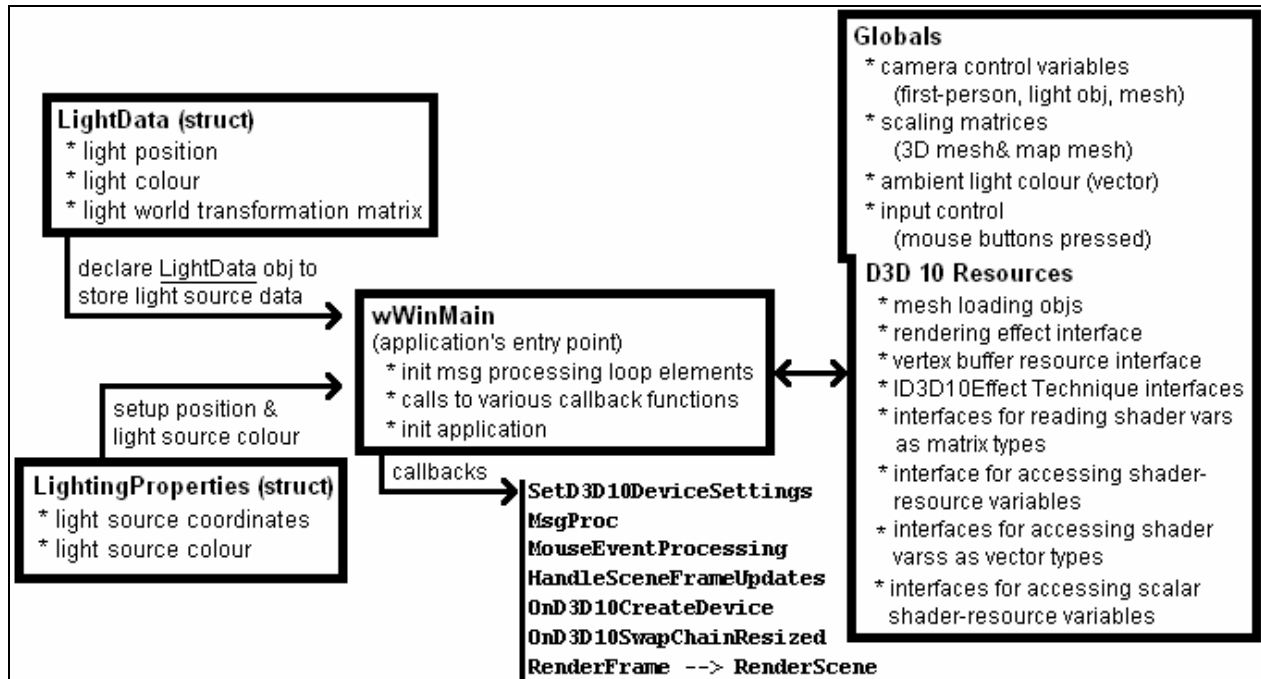 LightData (struct)
* light position
* light colour
* light world transformation matrix
declare LightData obj to
store light source data
setup position &
light source colour
LightingProperties (struct)
* light source coordinates
* light source colour
wWinMain
(application's entry point)
* init msg processing loop elements
* calls to various callback functions
* init application
callbacks
SetD3D10DeviceSettings
MsgProc
MouseEventProcessing
HandleSceneFrameUpdates
OnD3D10CreateDevice
OnD3D10SwapChainResized
RenderFrame --> RenderScene
Globals
* camera control variables
(first-person, light obj, mesh)
* scaling matrices
(3D mesh& map mesh)
* ambient light colour (vector)
* input control
(mouse buttons pressed)
D3D 10 Resources
* mesh loading objs
* rendering effect interface
* vertex buffer resource interface
* ID3D10Effect Technique interfaces
* interfaces for reading shader vars
as matrix types
* interface for accessing shader-
resource variables
* interfaces for accessing shader
varss as vector types
* interfaces for accessing scalar
shader-resource variables